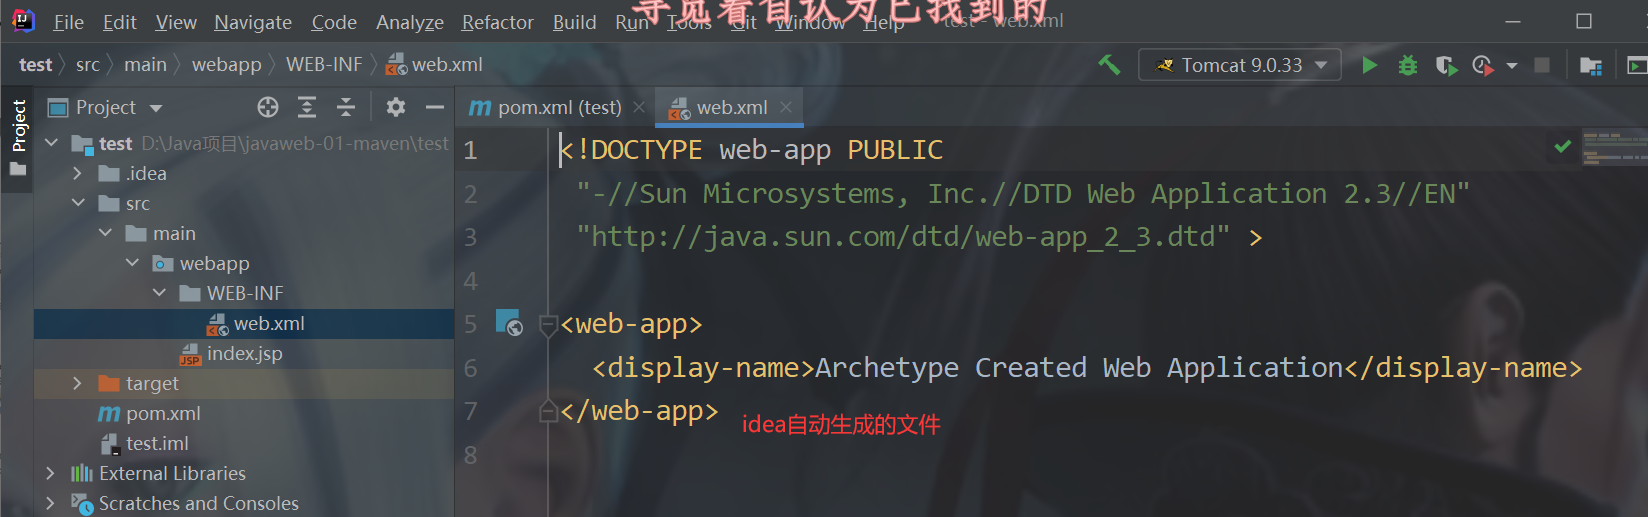 File Edit View Navigate Code Analyze Refactor Build Run Tools Git Window Help test - web.xml
导览看有认为已找到的
test src main webapp WEB-INF web.xml
Tomcat 9.0.33
Project
Project
pom.xml (test)
web.xml
test D:\Java项目\javaweb-01-maven\test
.idea
src
main
webapp
WEB-INF
web.xml
index.jsp
target
pom.xml
test.iml
External Libraries
Scratches and Consoles
1 <!DOCTYPE web-app PUBLIC
2 "-//Sun Microsystems, Inc.//DTD Web Application 2.3//EN"
3 "http://java.sun.com/dtd/web-app_2_3.dtd" >
4
5 <web-app>
6 <display-name>Archetype Created Web Application</display-name>
7 </web-app>
idea自动生成的文件
8